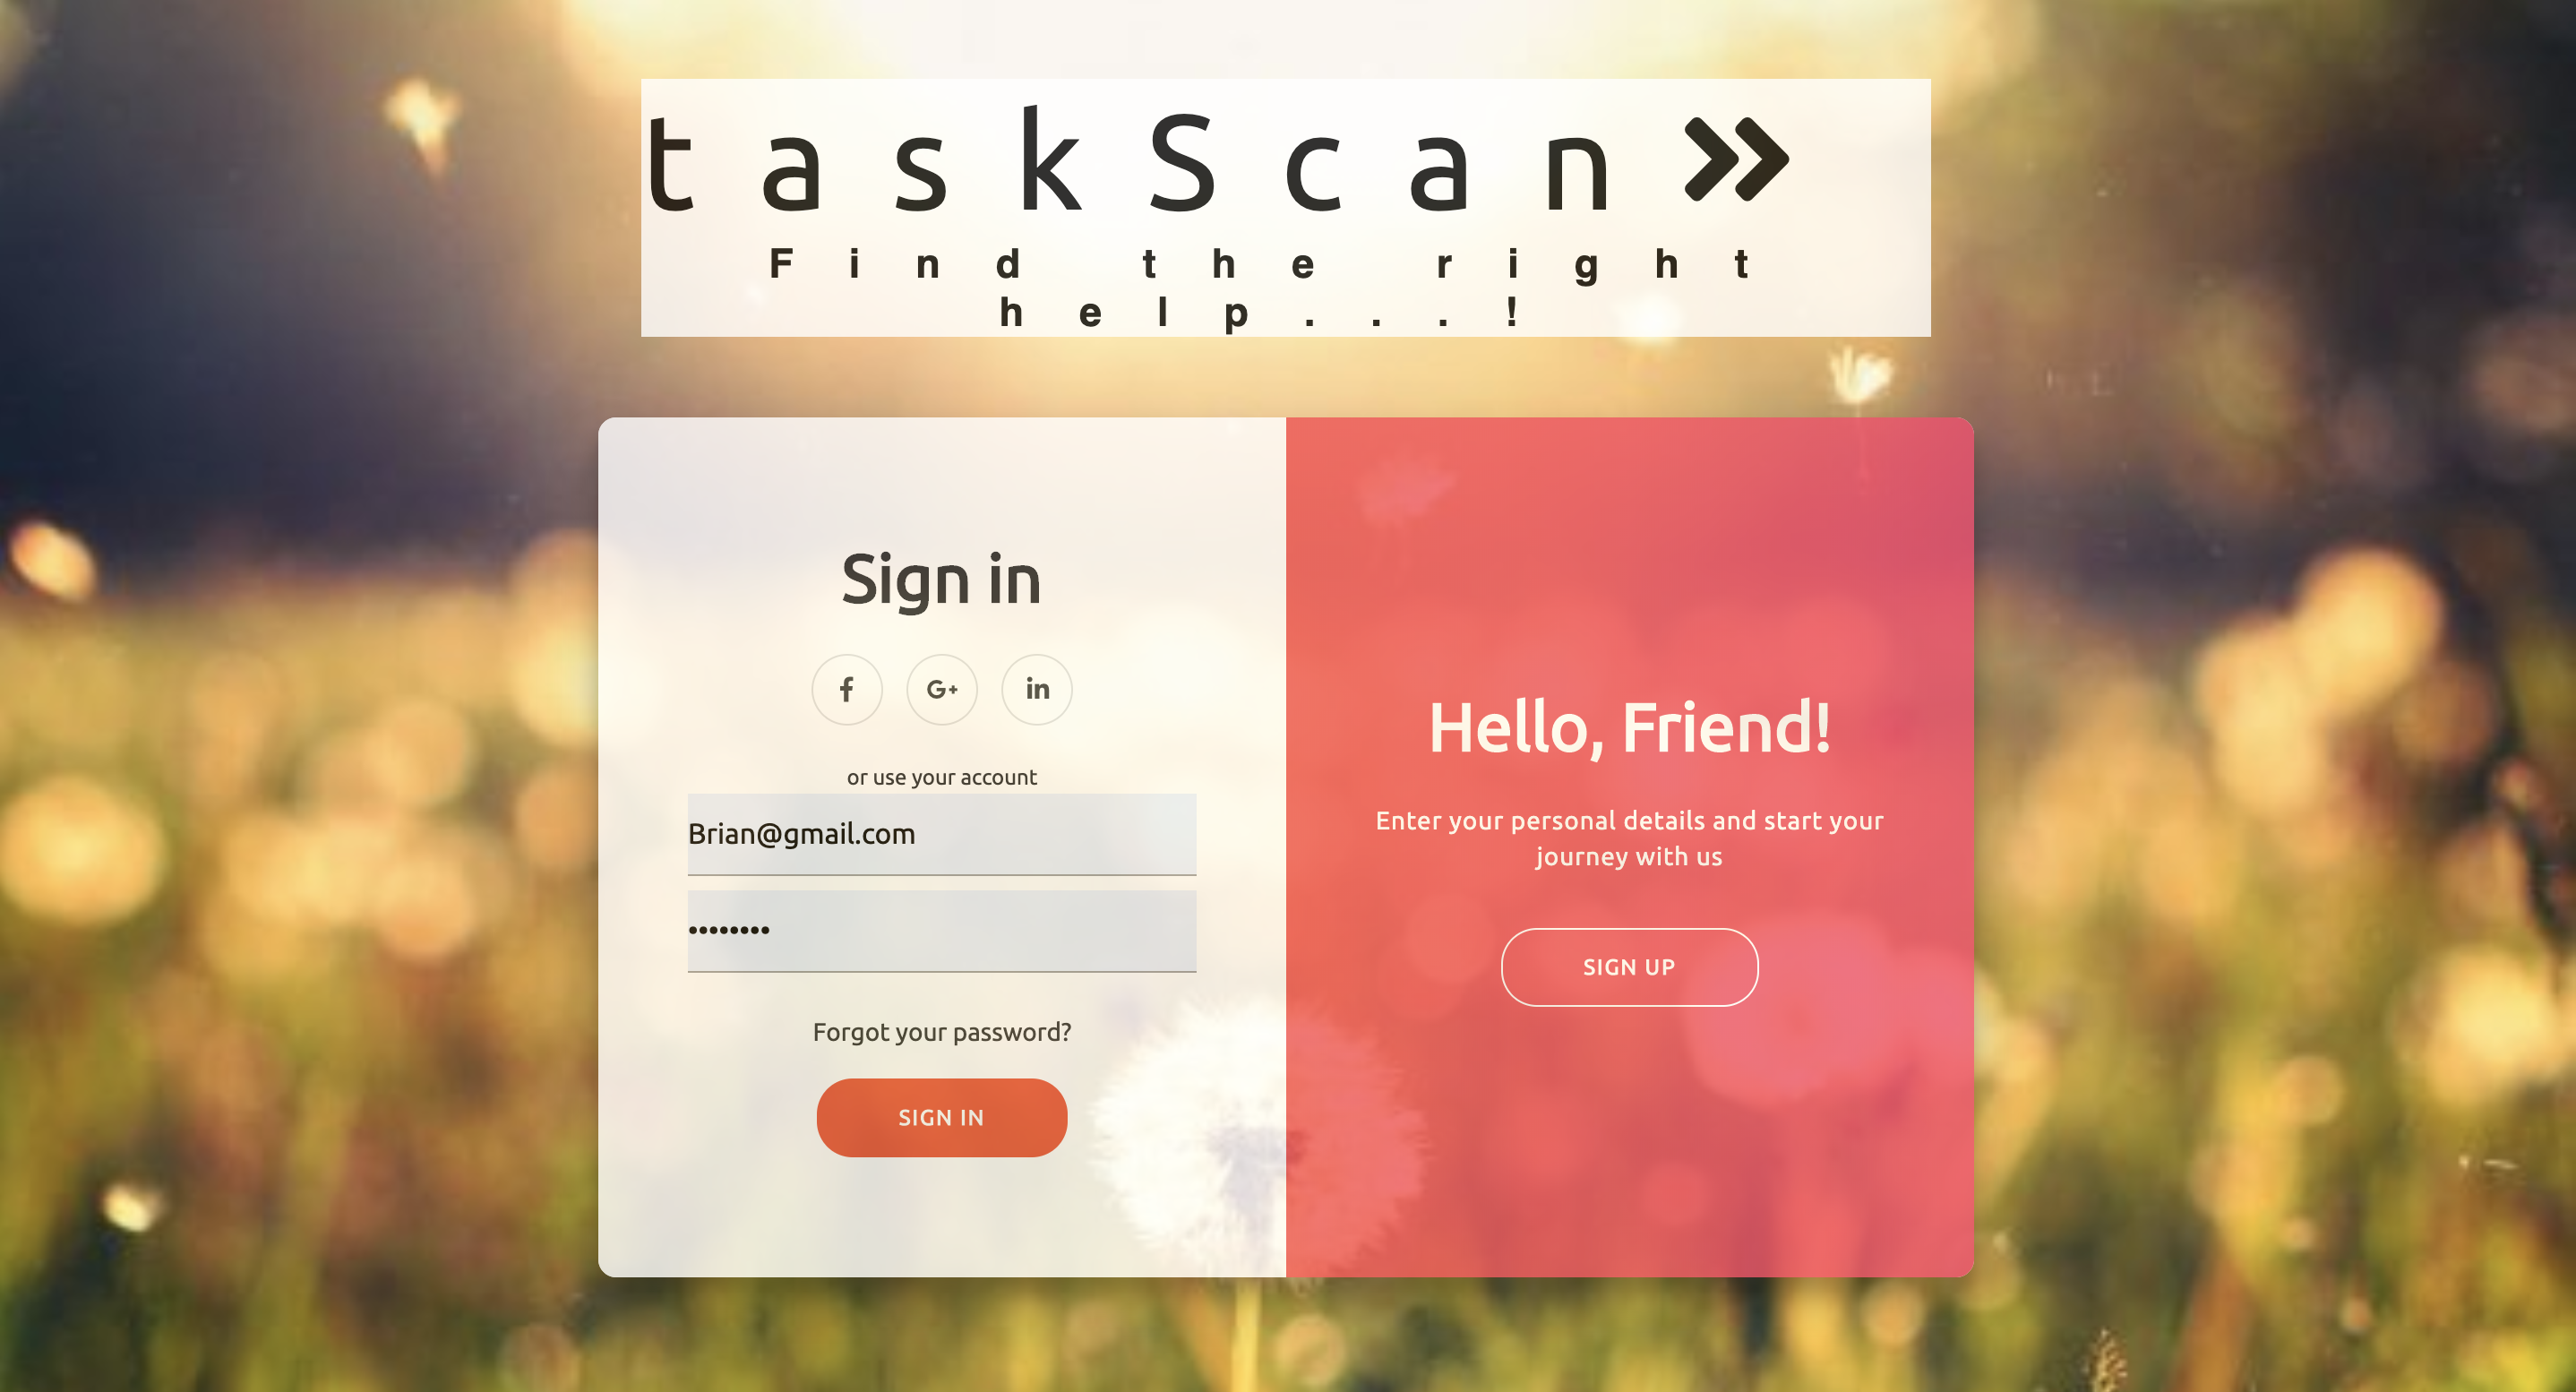 taskScan
Find the right
help...!
Sign in
f
G+
in
or use your account
Brian@gmail.com
••••••••
Forgot your password?
SIGN IN
Hello, Friend!
Enter your personal details and start your
journey with us
SIGN UP